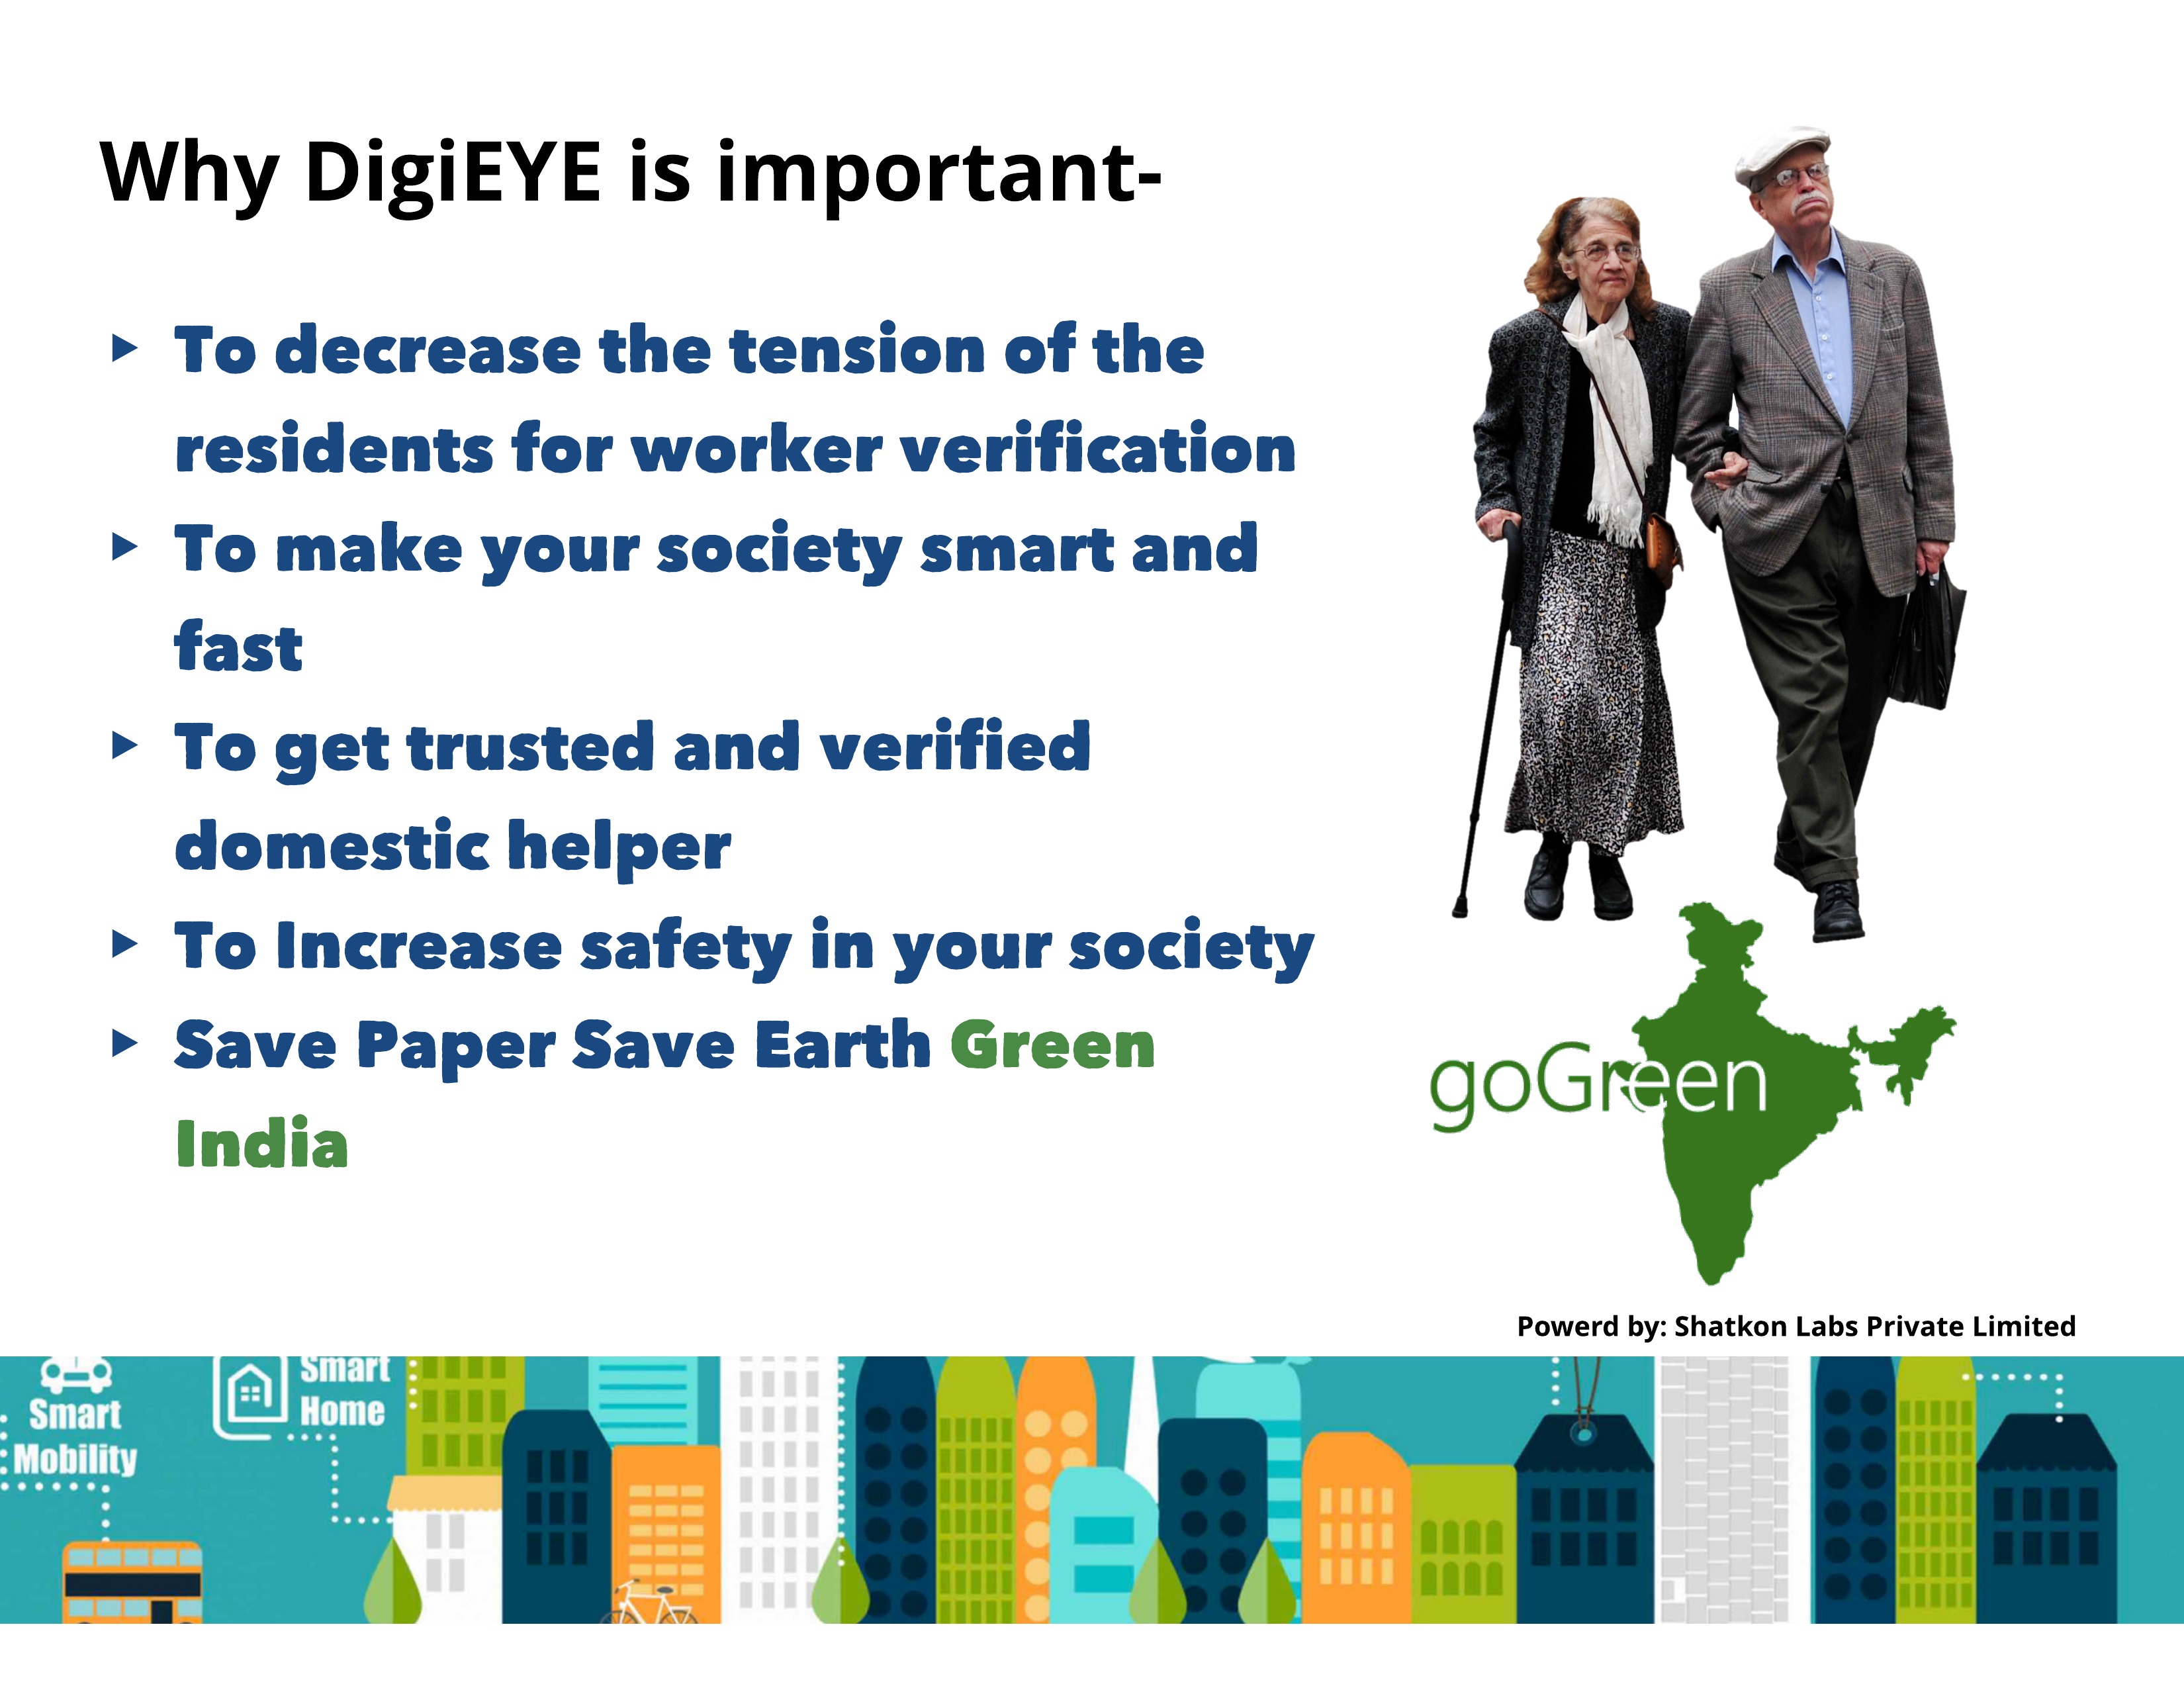 Why DigiEYE is important-
To decrease the tension of the
residents for worker verification
To make your society smart and
fast
To get trusted and verified
domestic helper
To Increase safety in your society
Save Paper Save Earth Green
India
goGreen
Powerd by: Shatkon Labs Private Limited
Smart
Mobility
Smart
Home